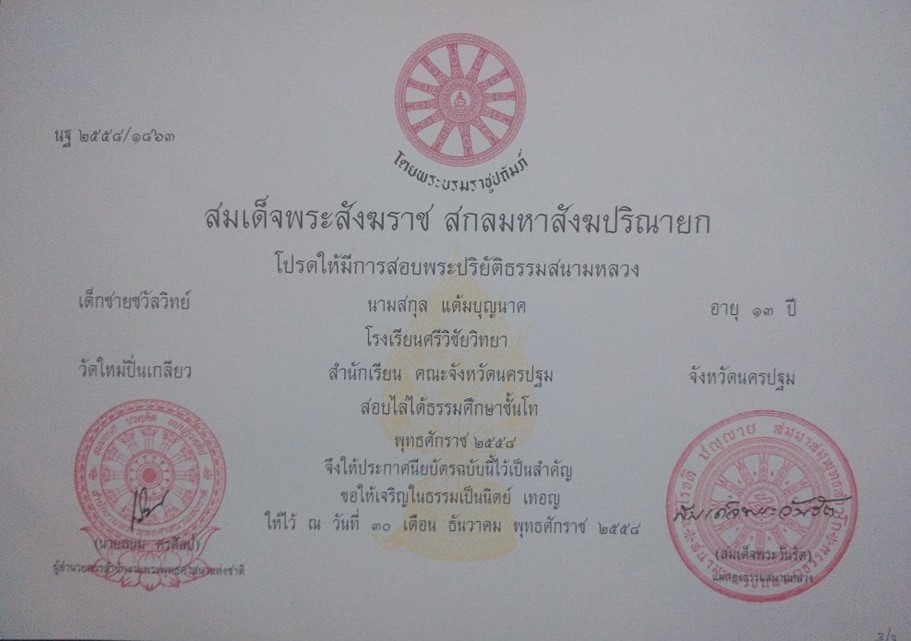 โดยพระบรมราชูปถัมภ์
นฐ ๒๕๕๘/๑๘๖๓
สมเด็จพระสังฆราช สกลมหาสังฆปริณายก
โปรดให้มีการสอบพระปริยัติธรรมสนามหลวง
เด็กชายชวัลวิทย์ นามสกุล แต้มบุญนาค อายุ ๑๓ ปี
โรงเรียนศรีวิชัยวิทยา
วัดใหม่ปิ่นเกลียว สำนักเรียน คณะจังหวัดนครปฐม จังหวัดนครปฐม
สอบไล่ได้ธรรมศึกษาชั้นโท
พุทธศักราช ๒๕๕๘
จึงให้ประกาศนียบัตรฉบับนี้ไว้เป็นสำคัญ
ขอให้เจริญในธรรมเป็นนิตย์ เทอญ
ให้ไว้ ณ วันที่ ๓๐ เดือน ธันวาคม พุทธศักราช ๒๕๕๘
สมเด็จพระวันรัต
(สมเด็จพระวันรัต)
ผู้อำนวยการสำนักงานพระพุทธศาสนาแห่งชาติ
แม่กองธรรมสนามหลวง